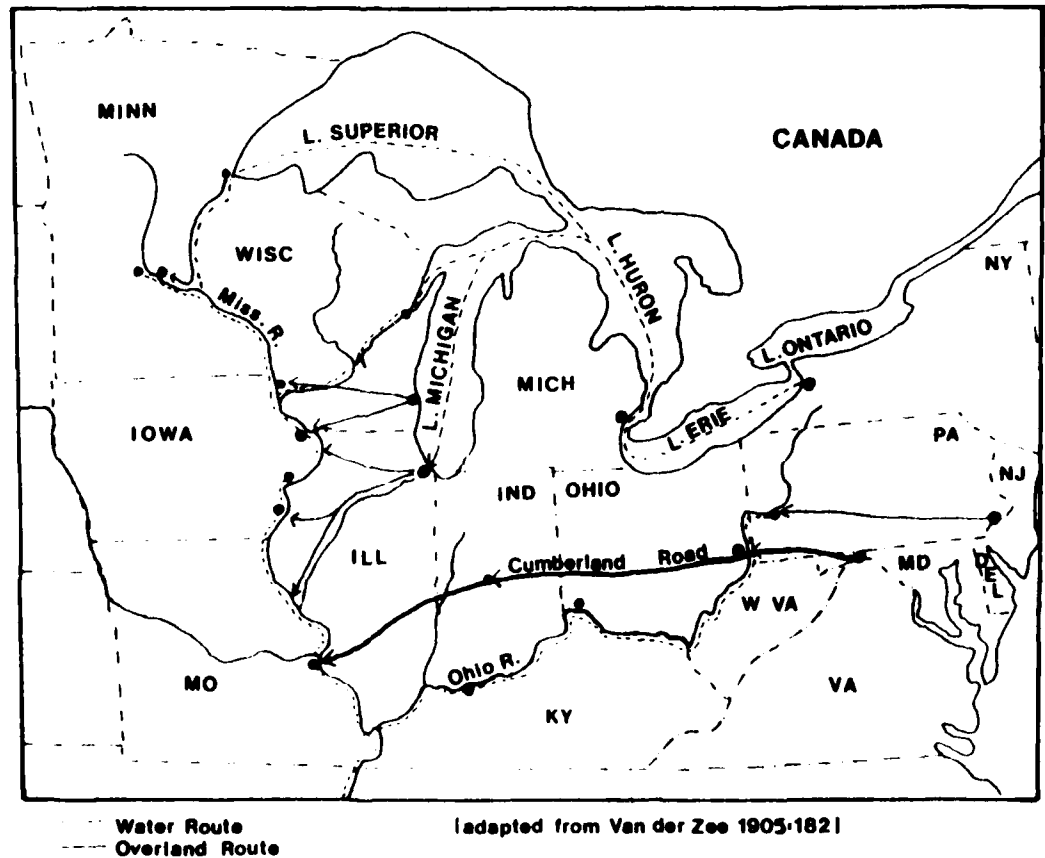 MINN
L. SUPERIOR
CANADA
WISC
L. HURON
NY
Miss. R.
L. MICHIGAN
L. ONTARIO
MICH
IOWA
L. ERIE
PA
NJ
IND
OHIO
ILL
Cumberland Road
MD
DEL
W VA
MO
Ohio R.
VA
KY
Water Route
Overland Route
[adapted from Van der Zee 1905:182]